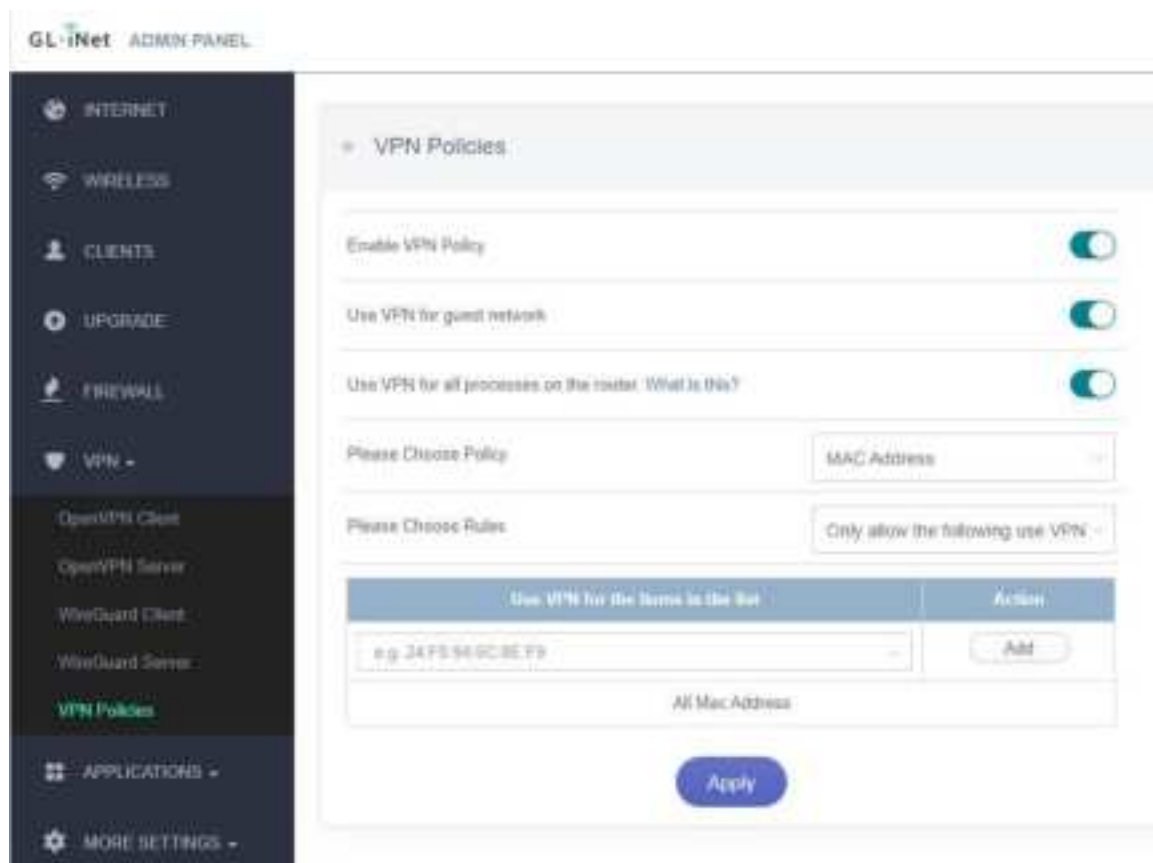 GL·iNet ADMIN PANEL
INTERNET
WIRELESS
CLIENTS
UPGRADE
FIREWALL
VPN
OpenVPN Client
OpenVPN Server
WireGuard Client
WireGuard Server
VPN Policies
APPLICATIONS
MORE SETTINGS
VPN Policies
Enable VPN Policy
Use VPN for guest network
Use VPN for all processes on the router. What is this?
Please Choose Policy
MAC Address
Please Choose Rules
Only allow the following use VPN
Use VPN for the items in the list
Action
e.g.
Add
All Mac Address
Apply